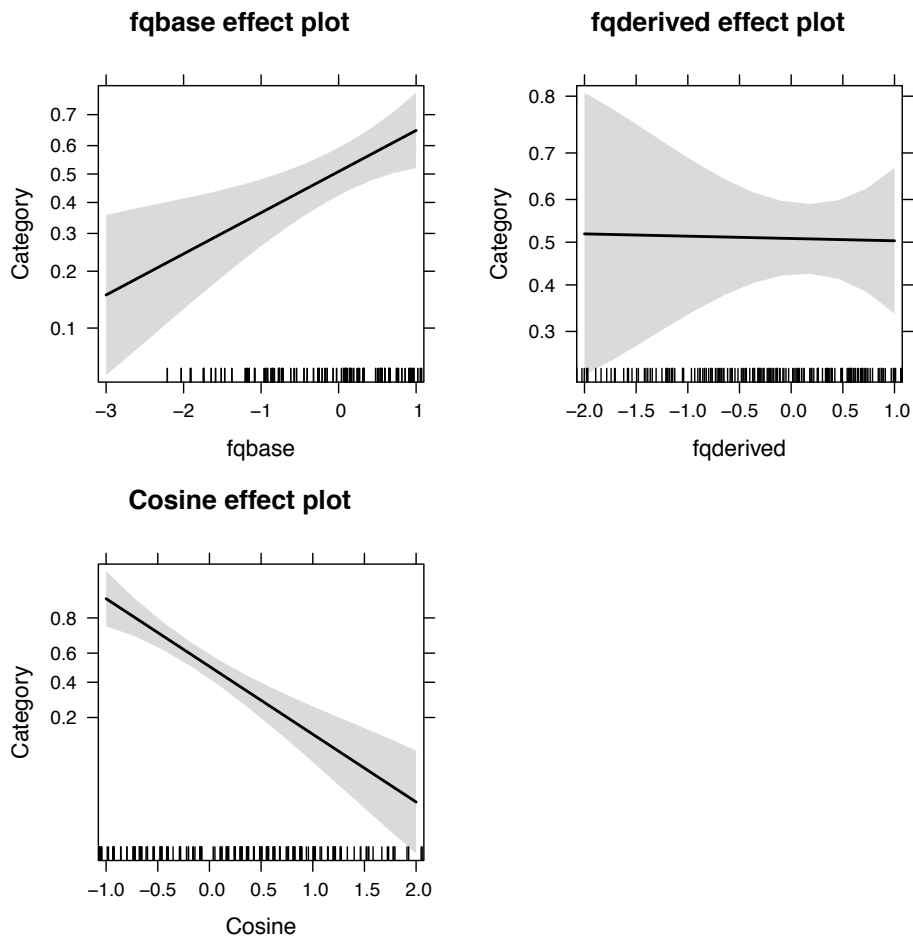 fqbase effect plot
Category
0.7
0.6
0.5
0.4
0.3
0.2
0.1
−3 −2 −1 0 1
fqbase
fqderived effect plot
Category
0.8
0.7
0.6
0.5
0.4
0.3
−2.0 −1.5 −1.0 −0.5 0.0 0.5 1.0
fqderived
Cosine effect plot
Category
0.8
0.6
0.4
0.2
−1.0 −0.5 0.0 0.5 1.0 1.5 2.0
Cosine